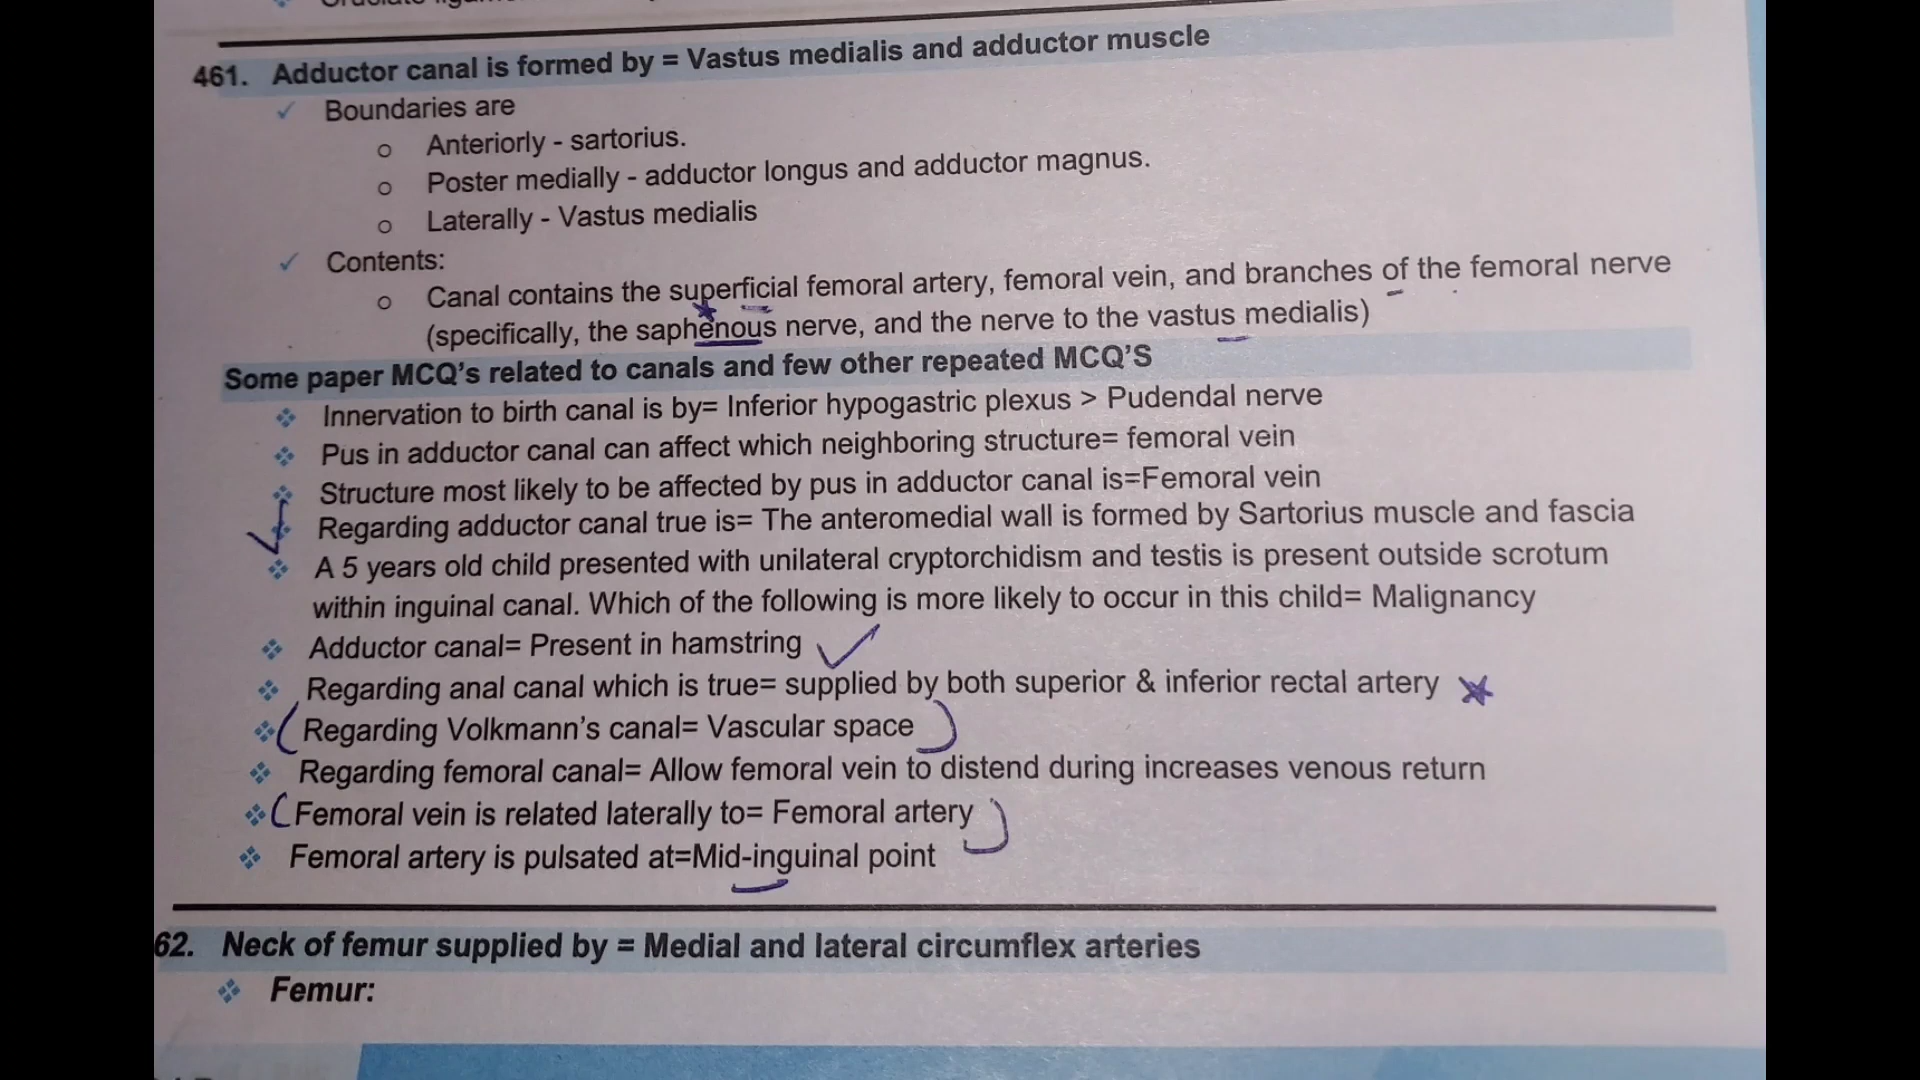 461. Adductor canal is formed by = Vastus medialis and adductor muscle
✓ Boundaries are
o Anteriorly - sartorius.
o Poster medially - adductor longus and adductor magnus.
o Laterally - Vastus medialis
✓ Contents:
o Canal contains the superficial femoral artery, femoral vein, and branches of the femoral nerve
(specifically, the saphenous nerve, and the nerve to the vastus medialis)
Some paper MCQ's related to canals and few other repeated MCQ'S
❖ Innervation to birth canal is by= Inferior hypogastric plexus > Pudendal nerve
❖ Pus in adductor canal can affect which neighboring structure= femoral vein
❖ Structure most likely to be affected by pus in adductor canal is=Femoral vein
❖ Regarding adductor canal true is= The anteromedial wall is formed by Sartorius muscle and fascia
❖ A 5 years old child presented with unilateral cryptorchidism and testis is present outside scrotum
within inguinal canal. Which of the following is more likely to occur in this child= Malignancy
❖ Adductor canal= Present in hamstring
❖ Regarding anal canal which is true= supplied by both superior & inferior rectal artery
❖ Regarding Volkmann's canal= Vascular space
❖ Regarding femoral canal= Allow femoral vein to distend during increases venous return
❖ Femoral vein is related laterally to= Femoral artery
❖ Femoral artery is pulsated at=Mid-inguinal point
62. Neck of femur supplied by = Medial and lateral circumflex arteries
❖ Femur: